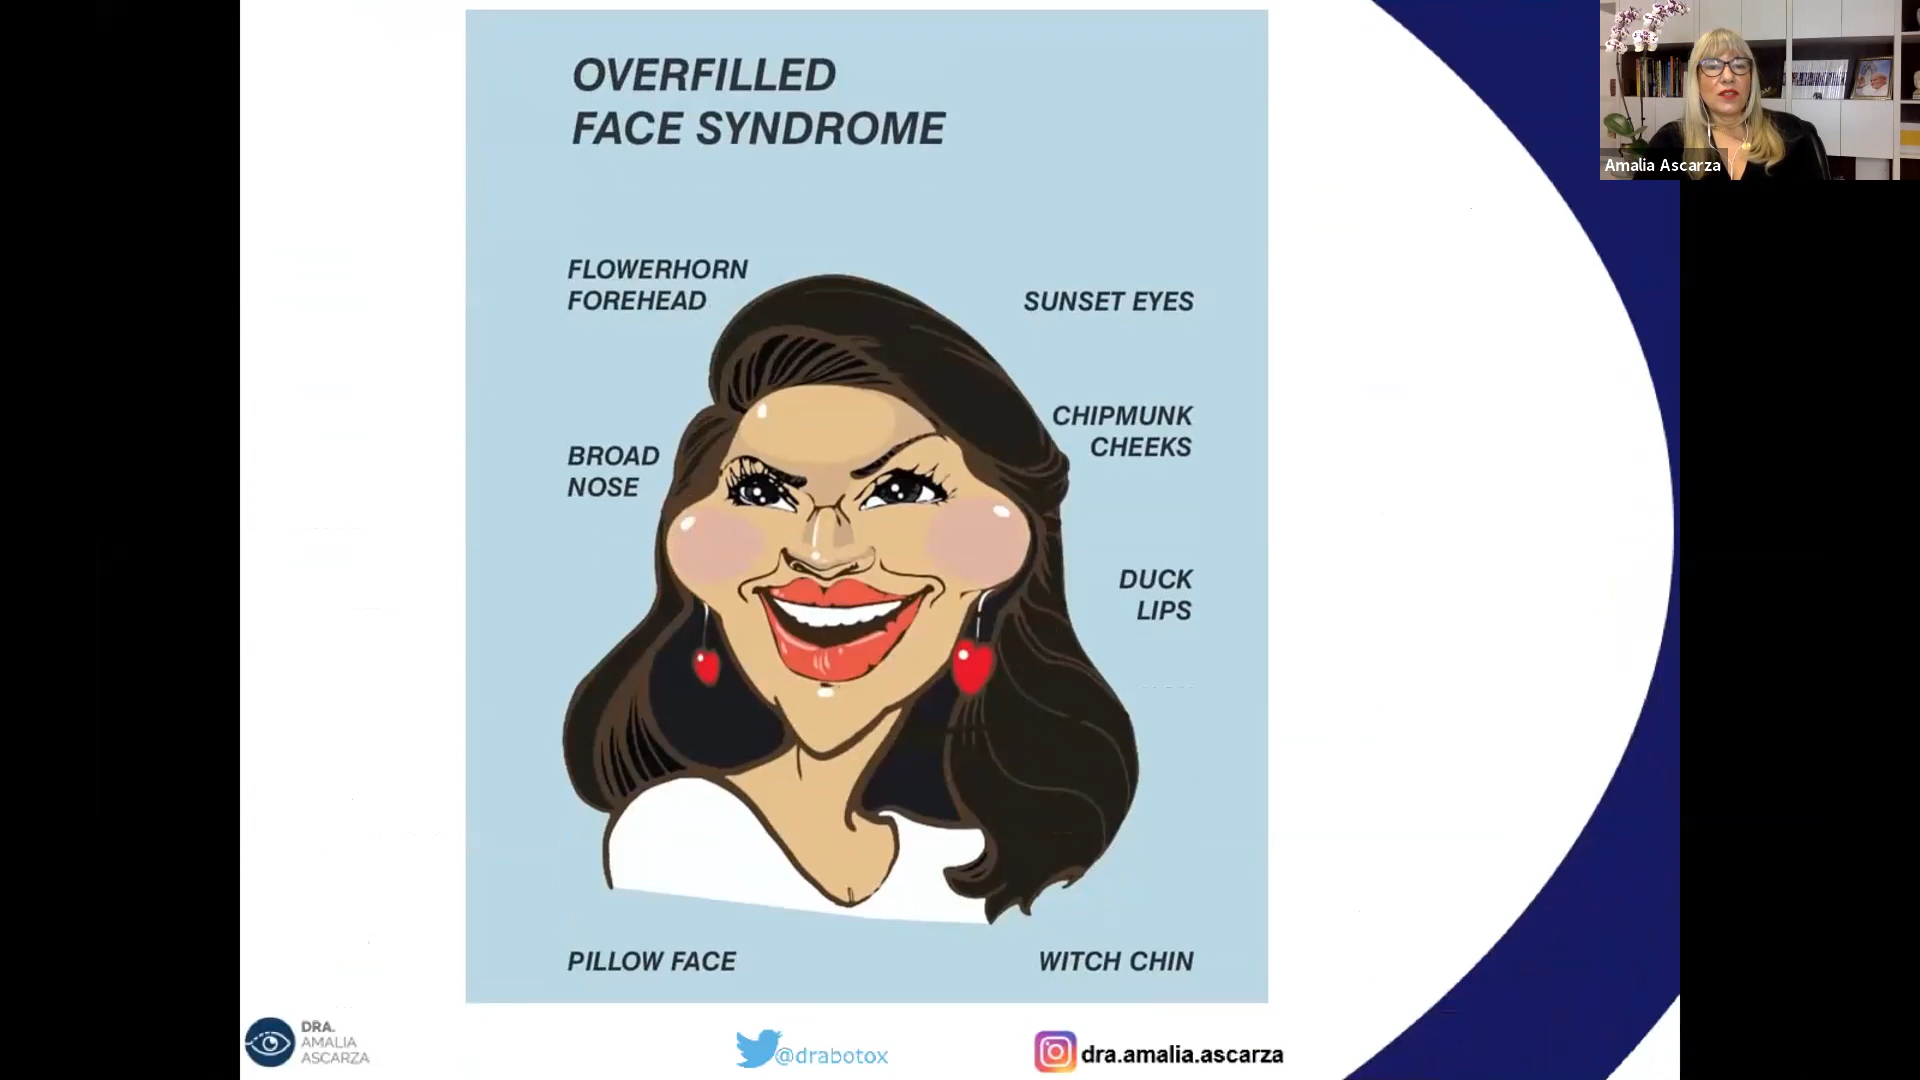 OVERFILLED
FACE SYNDROME
FLOWERHORN
FOREHEAD
SUNSET EYES
CHIPMUNK
CHEEKS
BROAD
NOSE
DUCK
LIPS
PILLOW FACE
WITCH CHIN
DRA.
AMALIA
ASCARZA
@drabotox
dra.amalia.ascarza
Amalia Ascarza